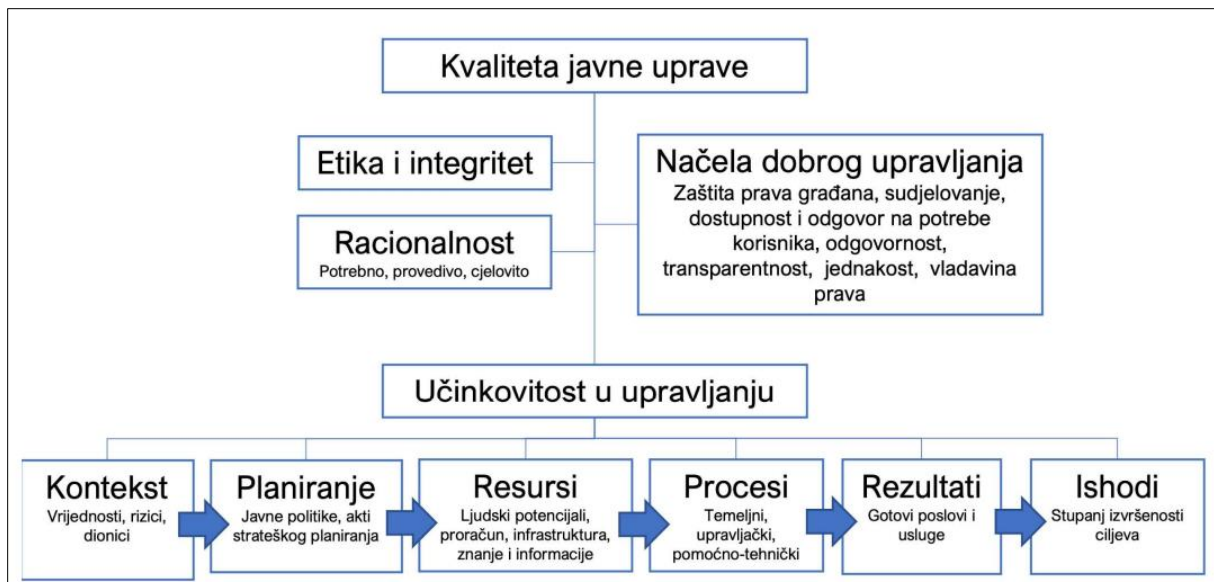 Kvaliteta javne uprave
Etika i integritet
Načela dobrog upravljanja
Zaštita prava građana, sudjelovanje,
dostupnost i odgovor na potrebe
korisnika, odgovornost,
transparentnost, jednakost, vladavina
prava
Racionalnost
Potrebno, provedivo, cjelovito
Učinkovitost u upravljanju
Kontekst
Vrijednosti, rizici,
dionici
Planiranje
Javne politike, akti
strateškog planiranja
Resursi
Ljudski potencijali,
proračun, infrastruktura,
znanje i informacije
Procesi
Temeljni,
upravljački,
pomoćno-tehnički
Rezultati
Gotovi poslovi i
usluge
Ishodi
Stupanj izvršenosti
ciljeva